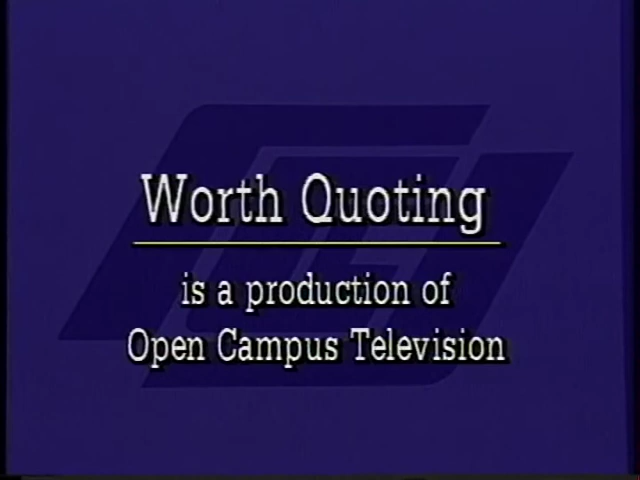 Worth Quoting
is a production of
Open Campus Television